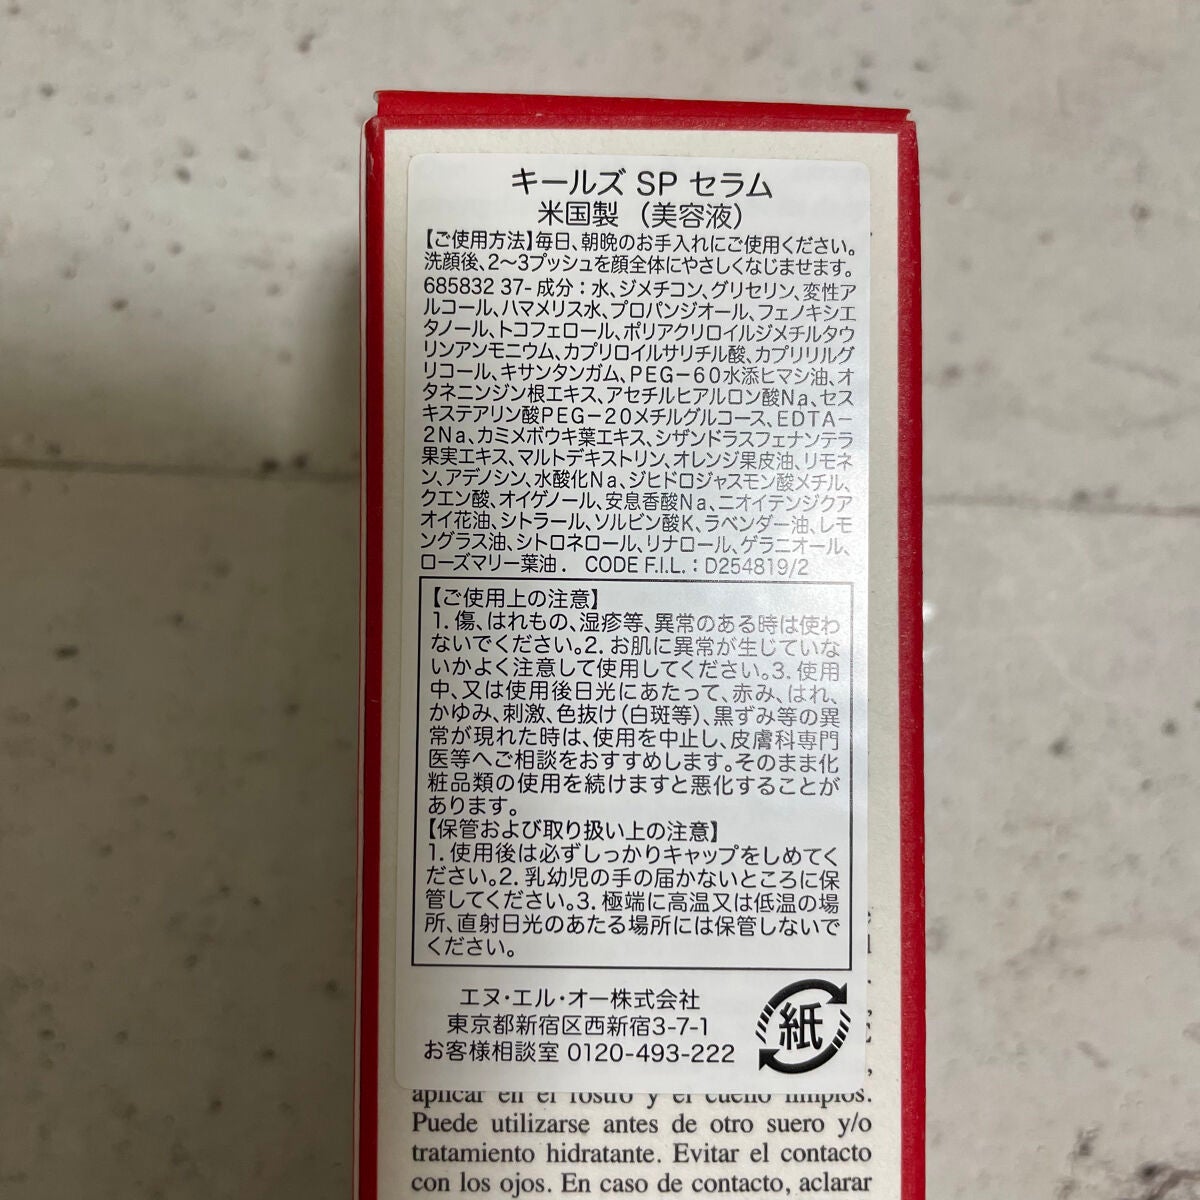 キールズ SP セラム
米国製 (美容液)
【ご使用方法】毎日、朝晩のお手入れにご使用ください。
洗顔後、2〜3プッシュを顔全体にやさしくなじませます。
685832 37- 成分：水、ジメチコン、グリセリン、変性ア
ルコール、ハマメリス水、プロパンジオール、フェノキシエ
タノール、トコフェロール、ポリアクリロイルジメチルタウ
リンアンモニウム、カプリロイルサリチル酸、カプリリルグ
リコール、キサンタンガム、PEG-60水添ヒマシ油、オ
タネニンジン根エキス、アセチルヒアルロン酸Na、セス
キステアリン酸PEG-20メチルグルコース、EDTA-
2Na、カミメボウキ葉エキス、シザンドラスフェナンテラ
果実エキス、マルトデキストリン、オレンジ果皮油、リモネ
ン、アデノシン、水酸化Na、ジヒドロジャスモン酸メチル、
クエン酸、オイゲノール、安息香酸Na、ニオイテンジクア
オイ花油、シトラール、ソルビン酸K、ラベンダー油、レモ
ングラス油、シトロネロール、リナロール、ゲラニオール、
ローズマリー葉油． CODE F.I.L. : D254819/2
【ご使用上の注意】
1. 傷、はれもの、湿疹等、異常のある時は使わ
ないでください。2. お肌に異常が生じていな
いかよく注意して使用してください。3. 使用
中、又は使用後日光にあたって、赤み、はれ、
かゆみ、刺激、色抜け(白斑等)、黒ずみ等の異
常が現れた時は、使用を中止し、皮膚科専門
医等へご相談をおすすめします。そのまま化
粧品類の使用を続けますと悪化することが
あります。
【保管および取り扱い上の注意】
1. 使用後は必ずしっかりキャップをしめてく
ださい。2. 乳幼児の手の届かないところに保
管してください。3. 極端に高温又は低温の場
所、直射日光のあたる場所には保管しないで
ください。
エヌ・エル・オー株式会社
東京都新宿区西新宿3-7-1
お客様相談室 0120-493-222
紙
aplicar en el rostro y el cuello limpios.
Puede utilizarse antes de otro suero y/o
tratamiento hidratante. Evitar el contacto
con los ojos. En caso de contacto, aclarar